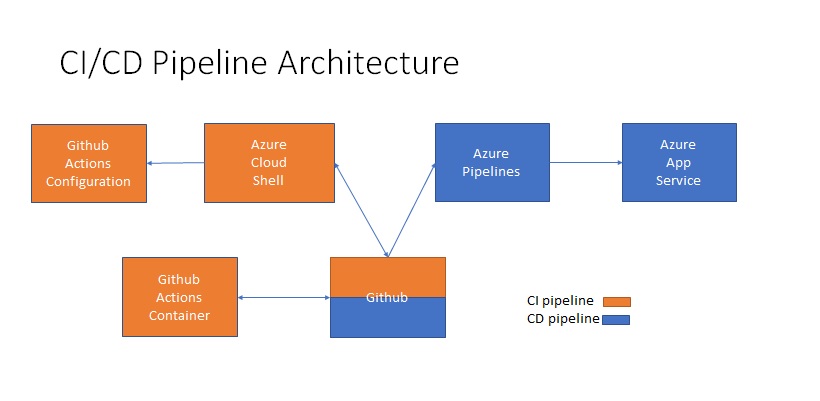 CI/CD Pipeline Architecture
Github
Actions
Configuration
Azure
Cloud
Shell
Azure
Pipelines
Azure
App
Service
Github
Actions
Container
Github
CI pipeline
CD pipeline